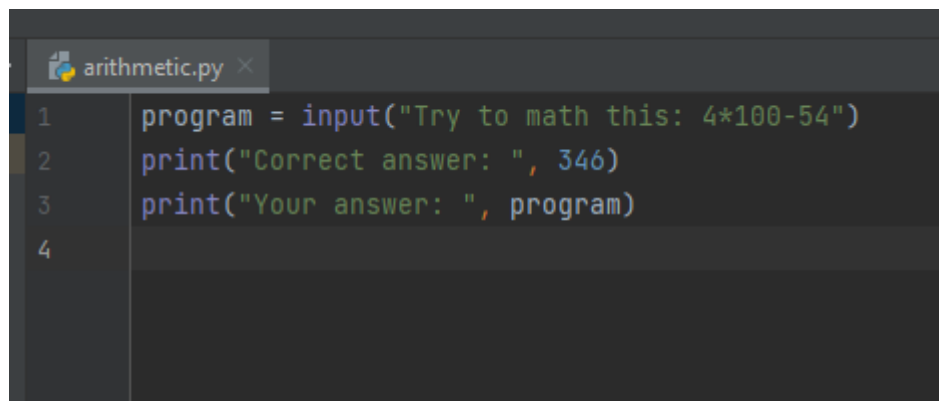 arithmetic.py
1 program = input("Try to math this: 4*100-54")
2 print("Correct answer: ", 346)
3 print("Your answer: ", program)
4